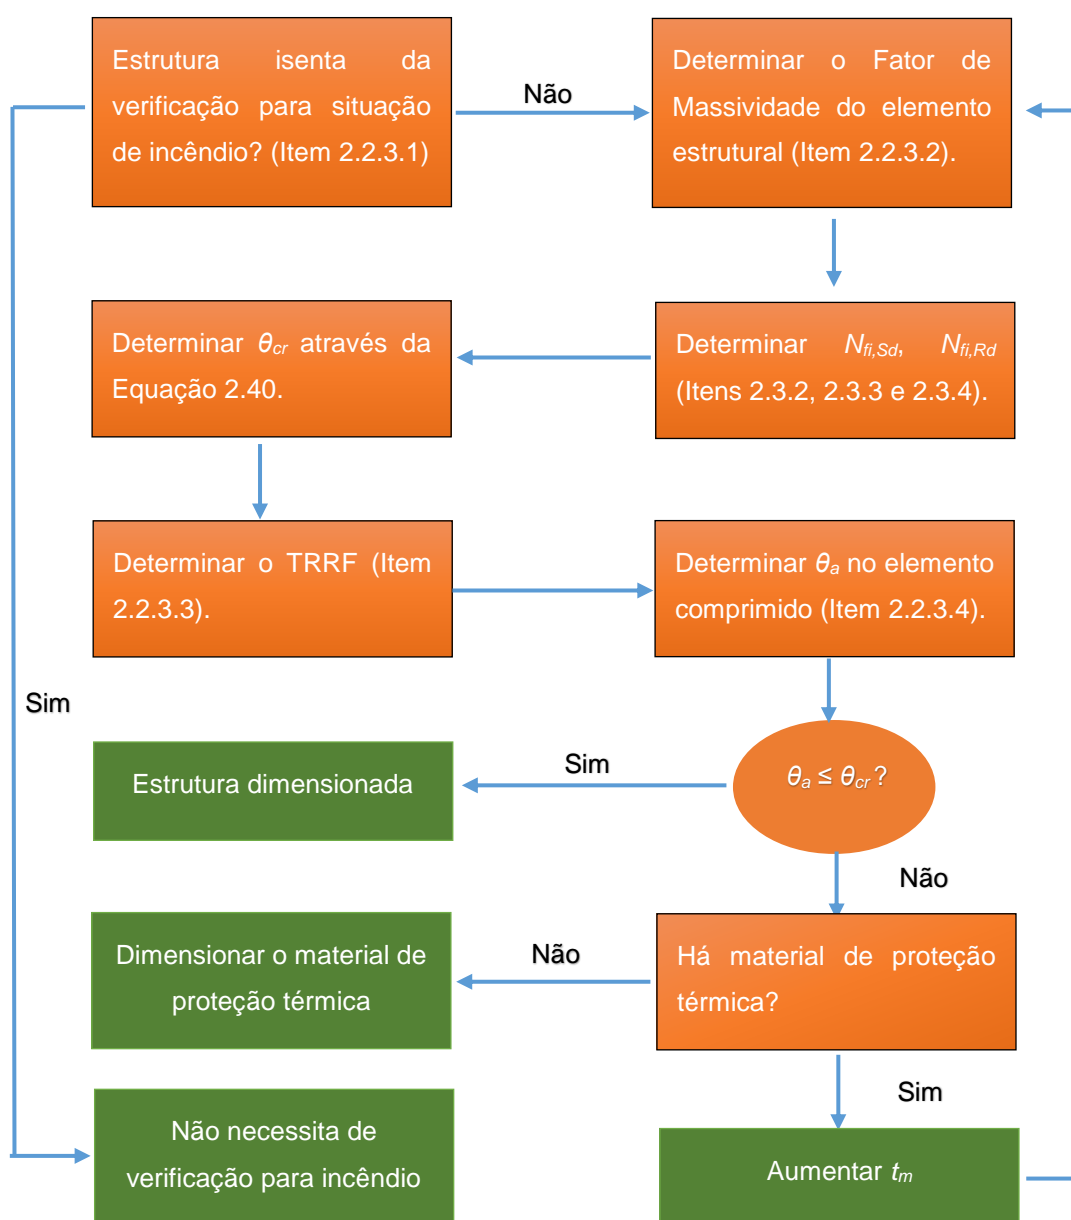 Estrutura isenta da
verificação para situação
de incêndio? (Item 2.2.3.1)
Não
Determinar o Fator de
Massividade do elemento
estrutural (Item 2.2.3.2).
Determinar θcr através da
Equação 2.40.
Determinar Nfi,Sd, Nfi,Rd
(Itens 2.3.2, 2.3.3 e 2.3.4).
Determinar o TRRF (Item
2.2.3.3).
Determinar θa no elemento
comprimido (Item 2.2.3.4).
Sim
Estrutura dimensionada
Sim
θa ≤ θcr?
Não
Dimensionar o material de
proteção térmica
Não
Há material de proteção
térmica?
Sim
Não necessita de
verificação para incêndio
Aumentar tm